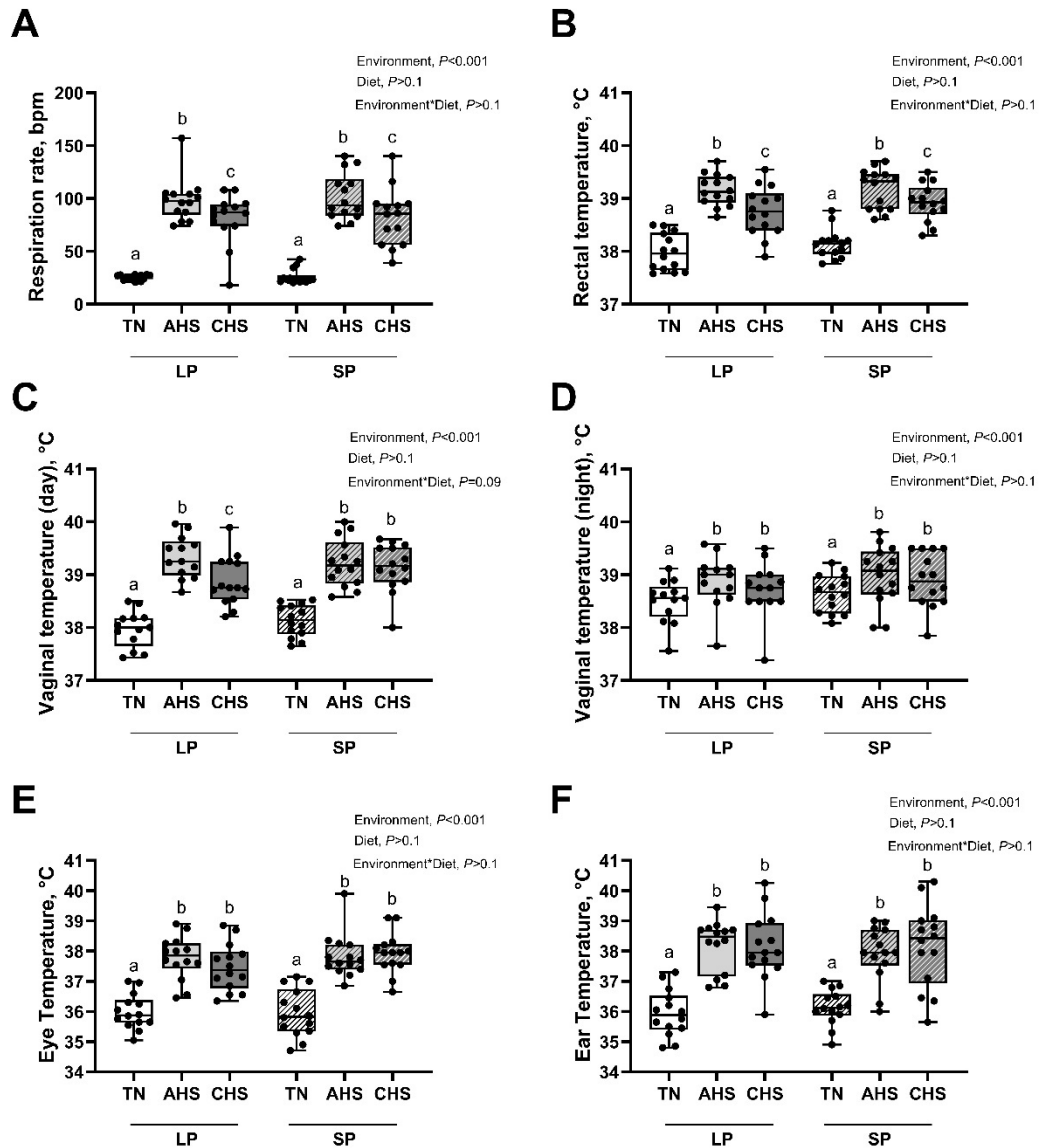 A
Environment, P<0.001
Diet, P>0.1
Environment*Diet, P>0.1
Respiration rate, bpm
200
150
100
50
0
a
b
c
a
b
c
TN AHS CHS TN AHS CHS
LP SP
B
Environment, P<0.001
Diet, P>0.1
Environment*Diet, P>0.1
Rectal temperature, °C
41
40
39
38
37
a
b
c
a
b
c
TN AHS CHS TN AHS CHS
LP SP
C
Environment, P<0.001
Diet, P>0.1
Environment*Diet, P=0.09
Vaginal temperature (day), °C
41
40
39
38
37
a
b
c
a
b
b
TN AHS CHS TN AHS CHS
LP SP
D
Environment, P<0.001
Diet, P>0.1
Environment*Diet, P>0.1
Vaginal temperature (night), °C
41
40
39
38
37
a
b
b
a
b
b
TN AHS CHS TN AHS CHS
LP SP
E
Environment, P<0.001
Diet, P>0.1
Environment*Diet, P>0.1
Eye Temperature, °C
41
40
39
38
37
36
35
34
a
b
b
a
b
b
TN AHS CHS TN AHS CHS
LP SP
F
Environment, P<0.001
Diet, P>0.1
Environment*Diet, P>0.1
Ear Temperature, °C
41
40
39
38
37
36
35
34
a
b
b
a
b
b
TN AHS CHS TN AHS CHS
LP SP